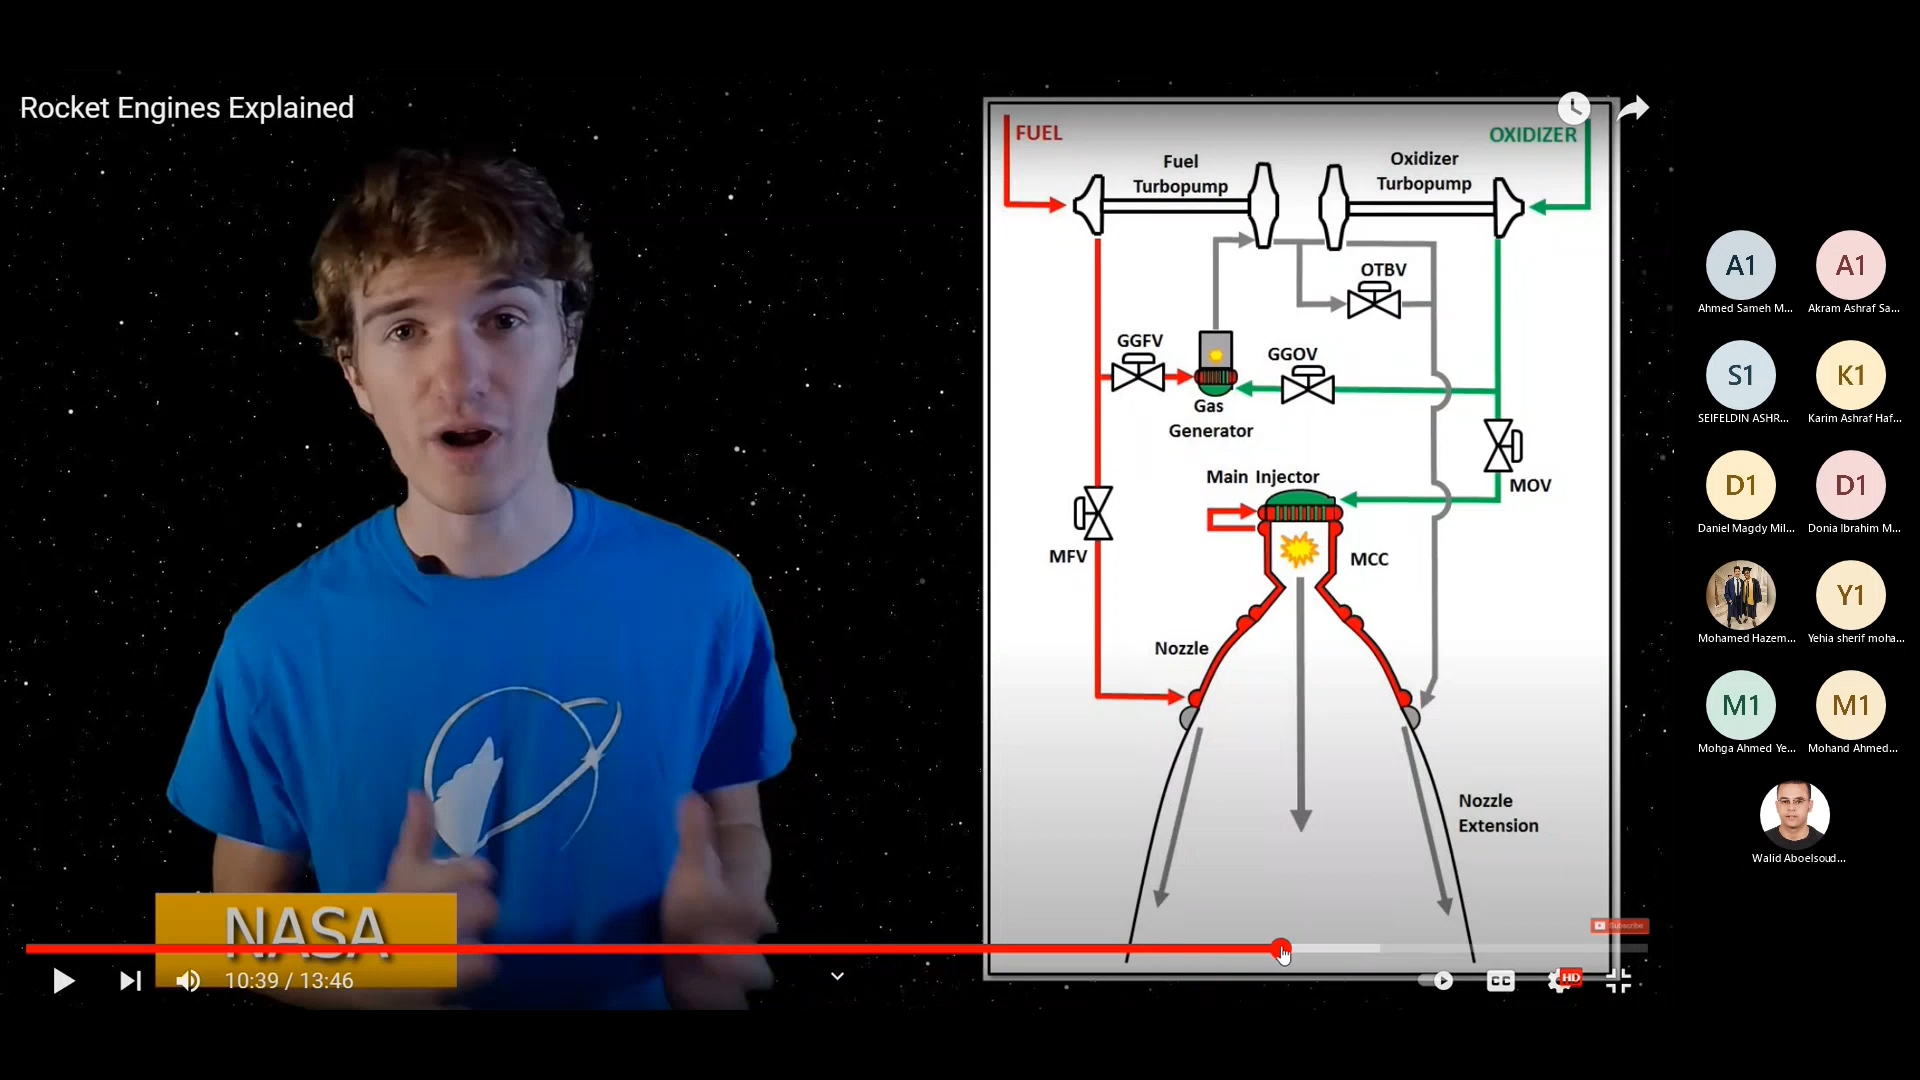 Rocket Engines Explained
FUEL
OXIDIZER
Fuel
Turbopump
Oxidizer
Turbopump
OTBV
GGFV
GGOV
Gas
Generator
Main Injector
MOV
MFV
MCC
Nozzle
Nozzle
Extension
NASA
Subscribe
10:39 / 13:46
CC
HD
A1
Ahmed Sameh M...
A1
Akram Ashraf Sa...
S1
SEIFELDIN ASHR...
K1
Karim Ashraf Haf...
D1
Daniel Magdy Mil...
D1
Donia Ibrahim M...
Mohamed Hazem...
Y1
Yehia sherif moha...
M1
Mohga Ahmed Ye...
M1
Mohand Ahmed...
Walid Aboelsoud...